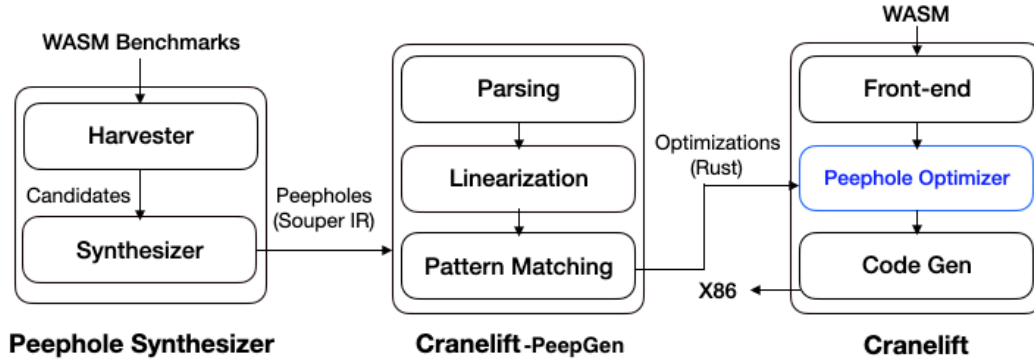 WASM Benchmarks
Harvester
Candidates
Synthesizer
Peephole Synthesizer
Peepholes
(Souper IR)
Parsing
Linearization
Pattern Matching
Cranelift-PeepGen
Optimizations
(Rust)
WASM
Front-end
Peephole Optimizer
Code Gen
X86
Cranelift